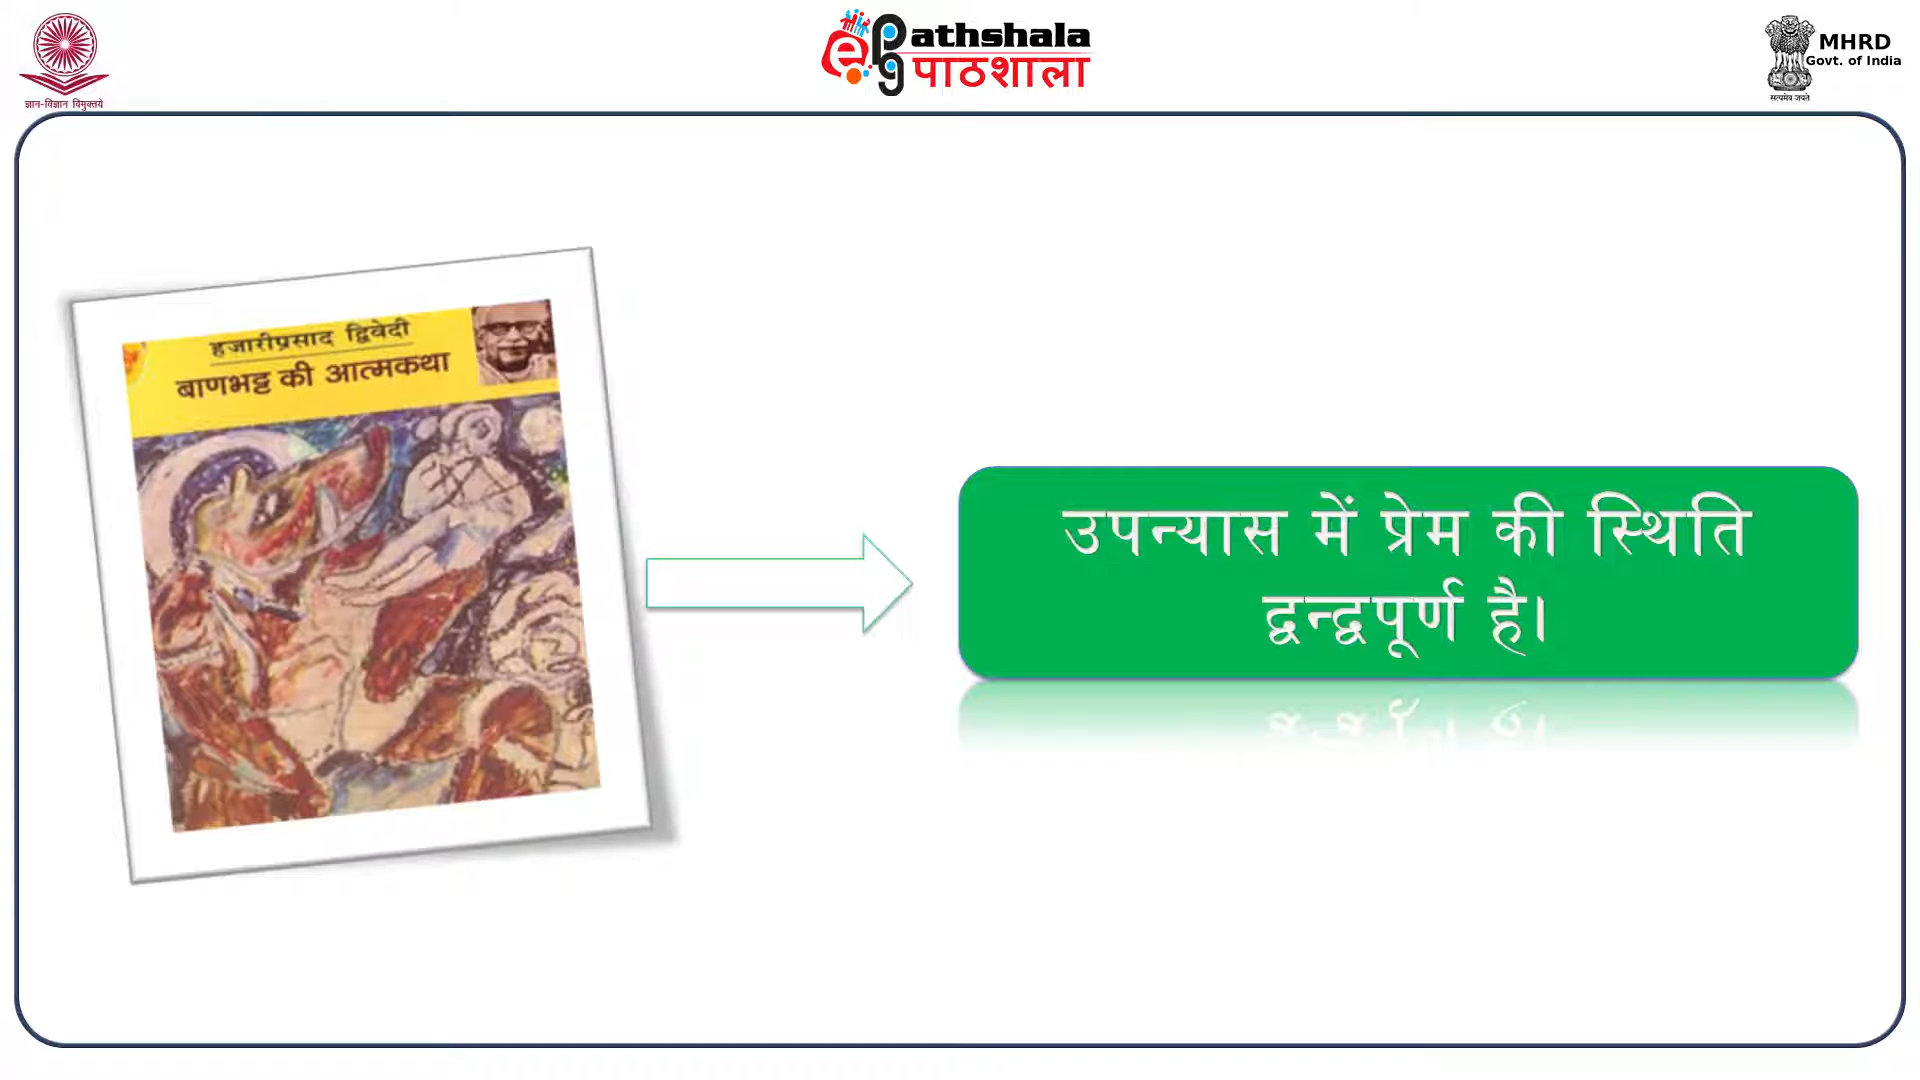 ज्ञान-विज्ञान विमुक्तये
ePathshala
पाठशाला
MHRD
Govt. of India
सत्यमेव जयते
हजारीप्रसाद द्विवेदी
बाणभट्ट की आत्मकथा
उपन्यास में प्रेम की स्थिति
द्वन्द्वपूर्ण है।